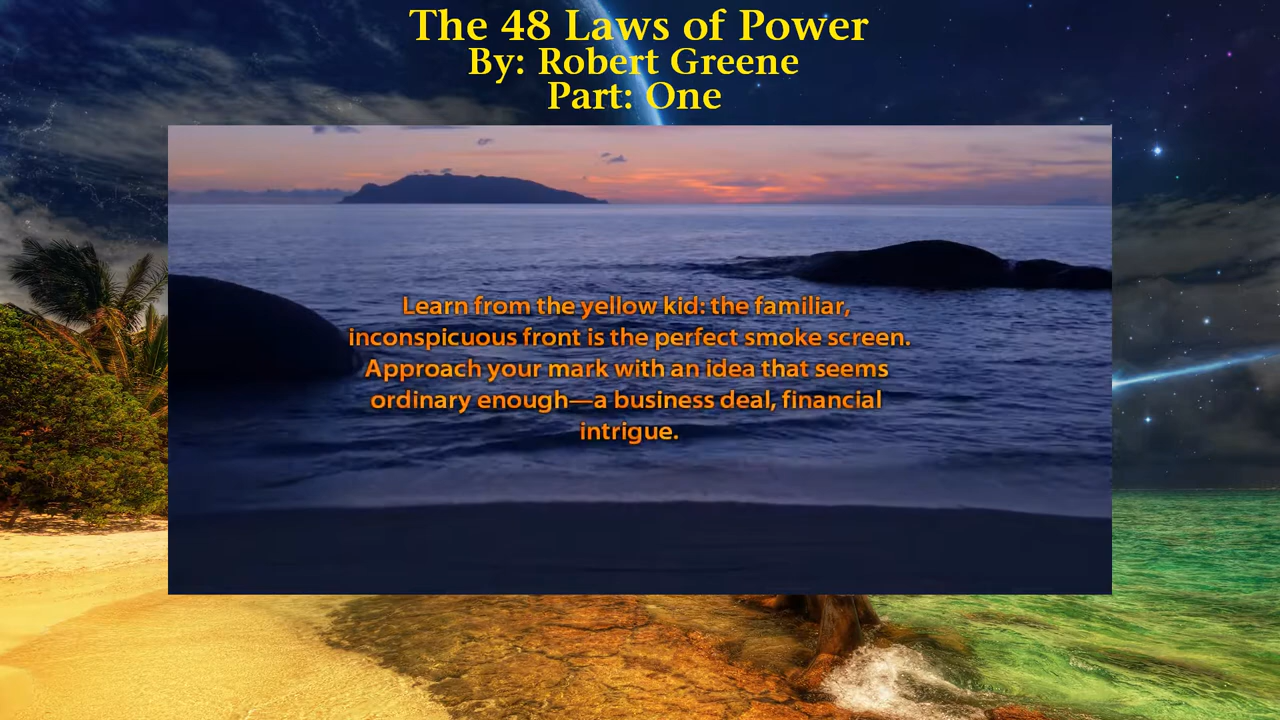 The 48 Laws of Power
By: Robert Greene
Part: One
Learn from the yellow kid: the familiar,
inconspicuous front is the perfect smoke screen.
Approach your mark with an idea that seems
ordinary enough—a business deal, financial
intrigue.